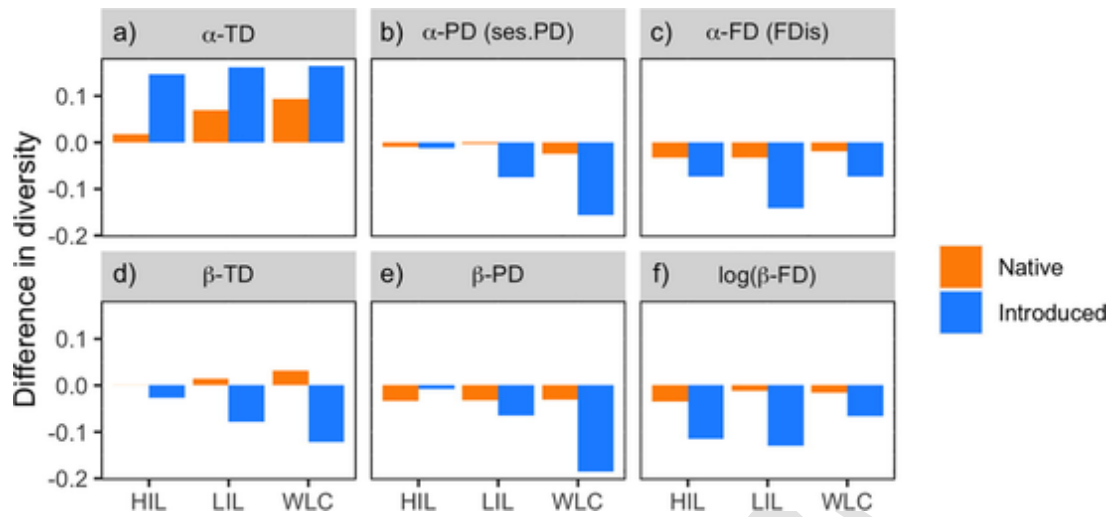 a) α-TD
b) α-PD (ses.PD)
c) α-FD (FDis)
0.1
0.0
-0.1
-0.2
Difference in diversity
d) β-TD
e) β-PD
f) log(β-FD)
0.1
0.0
-0.1
-0.2
HIL LIL WLC
HIL LIL WLC
HIL LIL WLC
Native
Introduced